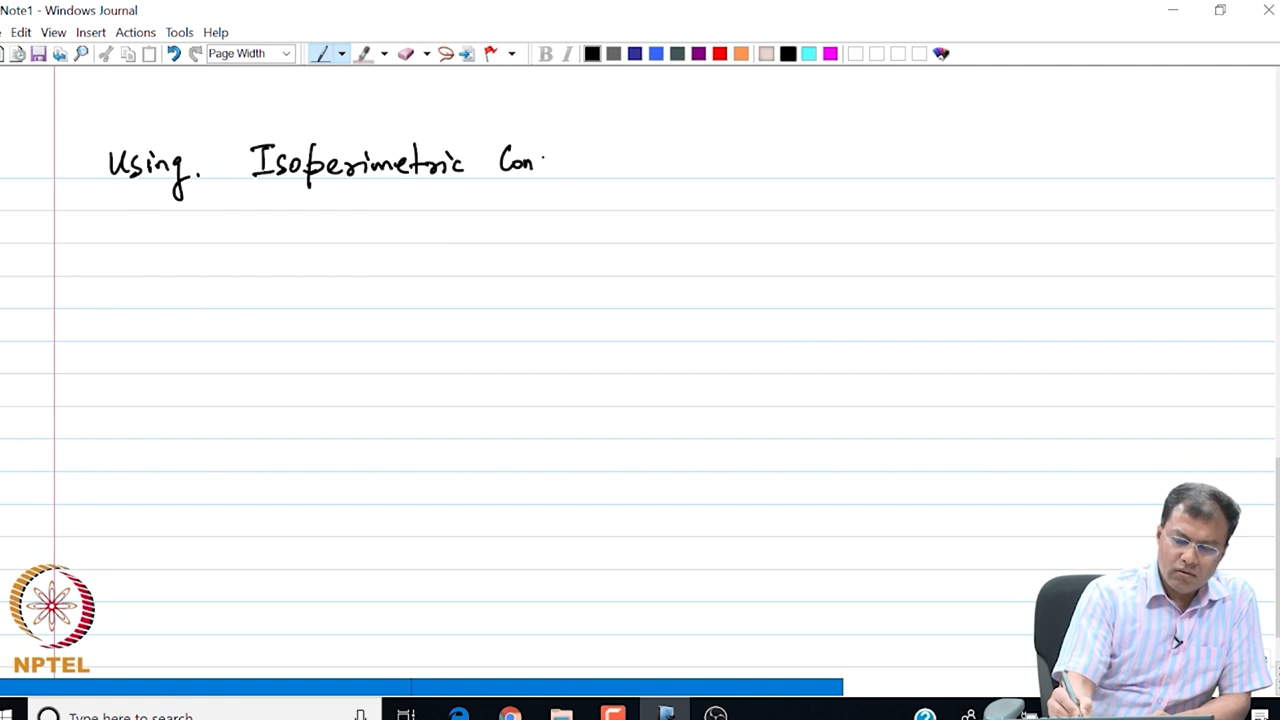 Note1 - Windows Journal
Edit View Insert Actions Tools Help
Page Width
B I
Using. Isoperimetric Con
NPTEL
Type here to search